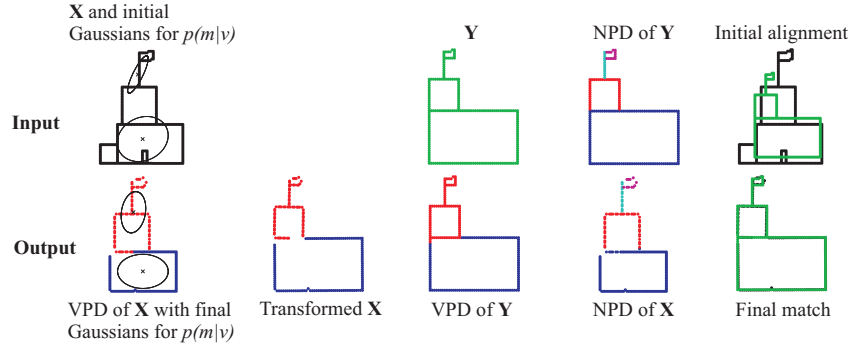 X and initial
Gaussians for p(m|v)
Y
NPD of Y
Initial alignment
Input
Output
VPD of X with final
Gaussians for p(m|v)
Transformed X
VPD of Y
NPD of X
Final match